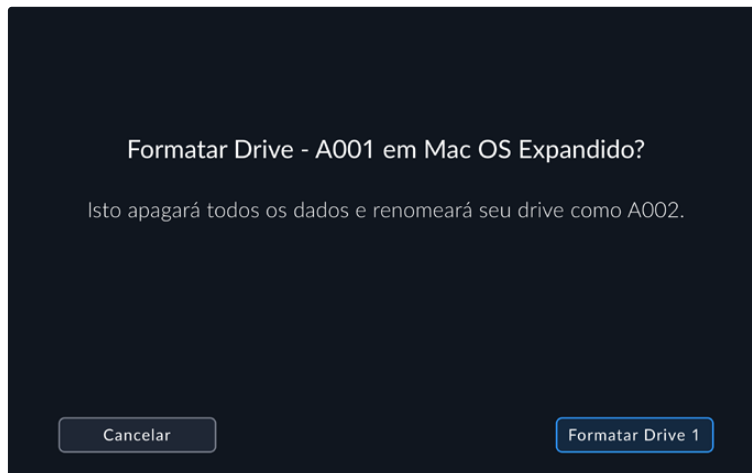 Formatar Drive - A001 em Mac OS Expandido?
Isto apagará todos os dados e renomeará seu drive como A002.
Cancelar
Formatar Drive 1